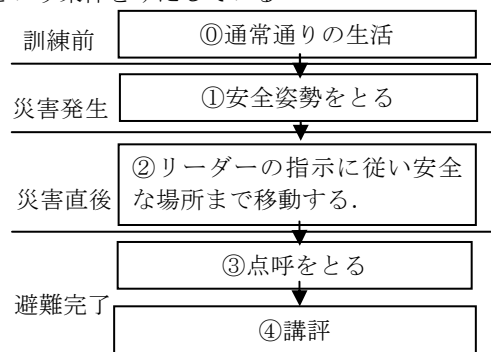 訓練前
⓪通常通りの生活
災害発生
①安全姿勢をとる
災害直後
②リーダーの指示に従い安全
な場所まで移動する.
避難完了
③点呼をとる
④講評